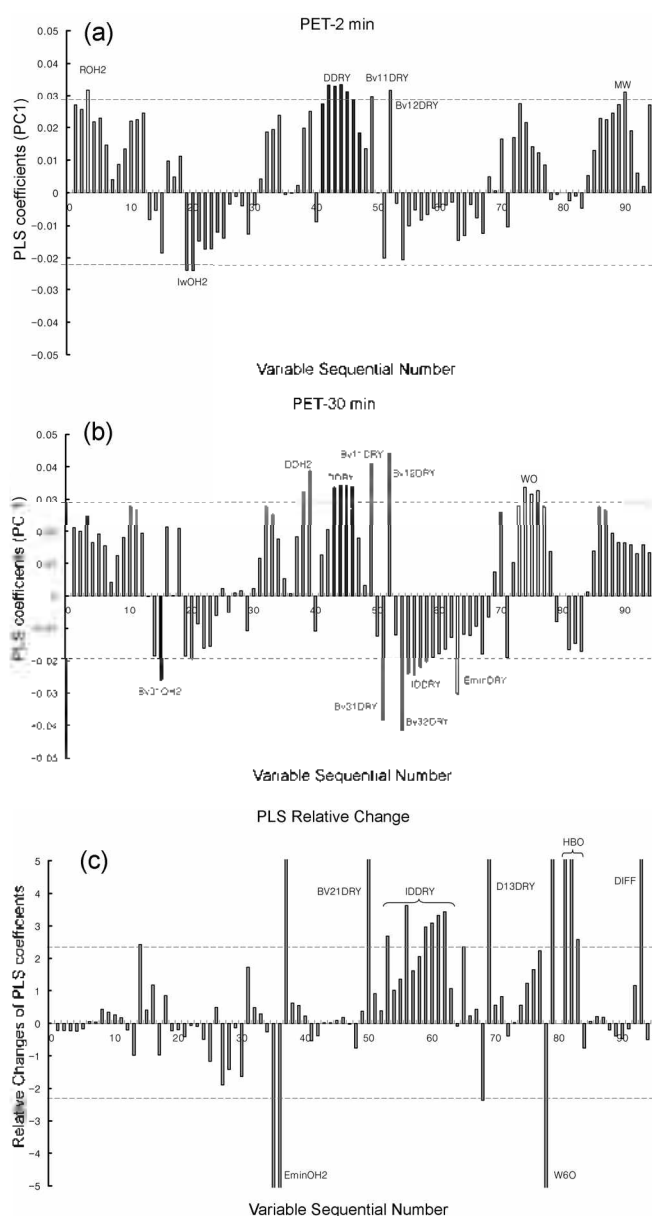 (a)
PET-2 min
PLS coefficients (PC1)
0.05
0.04
0.03
0.02
0.01
0
-0.01
-0.02
-0.03
-0.04
-0.05
ROH2
DDRY
Bv11DRY
Bv12DRY
MW
IwOH2
0 10 20 30 40 50 60 70 80 90
Variable Sequential Number
PET-30 min
(b)
0.05
0.04
0.03
0.02
-0.02
-0.03
-0.04
DDH2
Bv11DRY
Bv12DRY
WO
0 10 20 30 40 50 60 70 80 90
Bv31OH2
Bv31DRY
IDDRY
Bv32DRY
EminDRY
Variable Sequential Number
PLS Relative Change
(c)
Relative Changes of PLS coefficients
5
4
3
2
1
0
-1
-2
-3
-4
-5
BV21DRY
IDDRY
D13DRY
HBO
DIFF
0 10 20 30 40 50 60 70 80 90
EminOH2
W6O
Variable Sequential Number